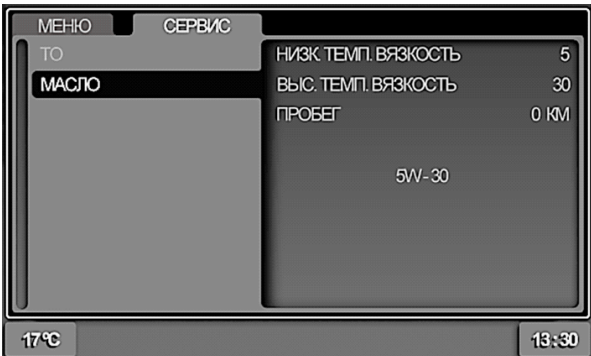 МЕНЮ СЕРВИС
ТО
МАСЛО
НИЗК. ТЕМП. ВЯЗКОСТЬ 5
ВЫС. ТЕМП. ВЯЗКОСТЬ 30
ПРОБЕГ 0 КМ
5W-30
17°C 13:30